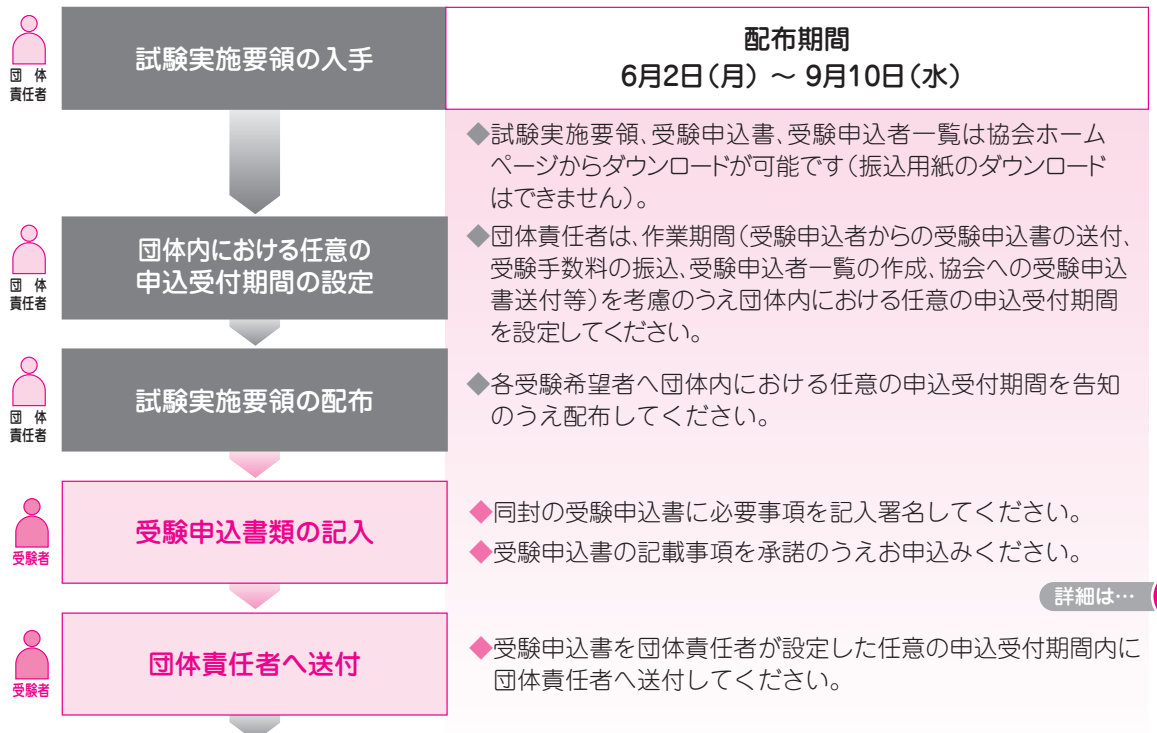 団体
責任者
試験実施要領の入手
配布期間
6月2日(月) ～ 9月10日(水)
◆試験実施要領、受験申込書、受験申込者一覧は協会ホーム
ページからダウンロードが可能です(振込用紙のダウンロード
はできません)。
団体
責任者
団体内における任意の
申込受付期間の設定
◆団体責任者は、作業期間(受験申込者からの受験申込書の送付、
受験手数料の振込、受験申込者一覧の作成、協会への受験申込
書送付等)を考慮のうえ団体内における任意の申込受付期間
を設定してください。
団体
責任者
試験実施要領の配布
◆各受験希望者へ団体内における任意の申込受付期間を告知
のうえ配布してください。
受験者
受験申込書類の記入
◆同封の受験申込書に必要事項を記入署名してください。
◆受験申込書の記載事項を承諾のうえお申込みください。
詳細は…
受験者
団体責任者へ送付
◆受験申込書を団体責任者が設定した任意の申込受付期間内に
団体責任者へ送付してください。